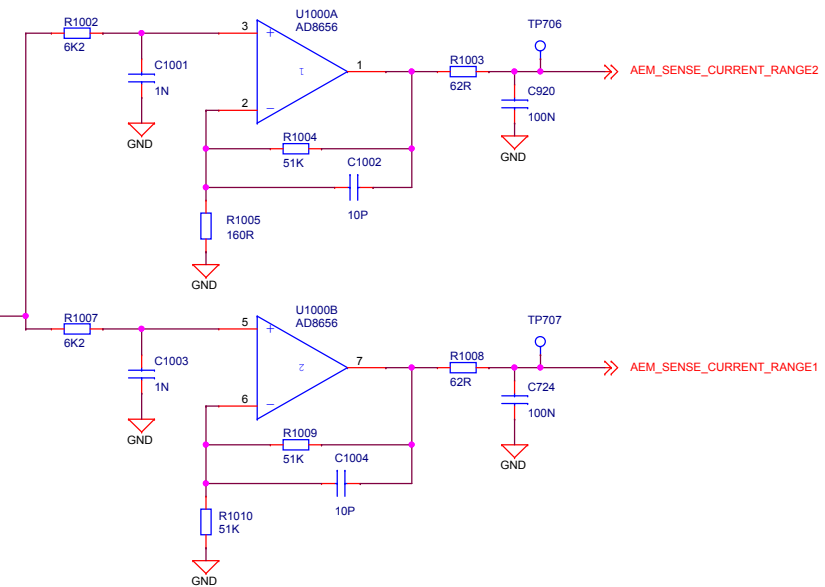 U1000A
AD8656
TP706
R1002
6K2
3
+
1
1
R1003
62R
AEM_SENSE_CURRENT_RANGE2
C1001
1N
GND
2
−
C920
100N
GND
R1004
51K
C1002
10P
R1005
160R
GND
U1000B
AD8656
TP707
R1007
6K2
5
+
2
7
R1008
62R
AEM_SENSE_CURRENT_RANGE1
C1003
1N
GND
6
−
C724
100N
GND
R1009
51K
C1004
10P
R1010
51K
GND